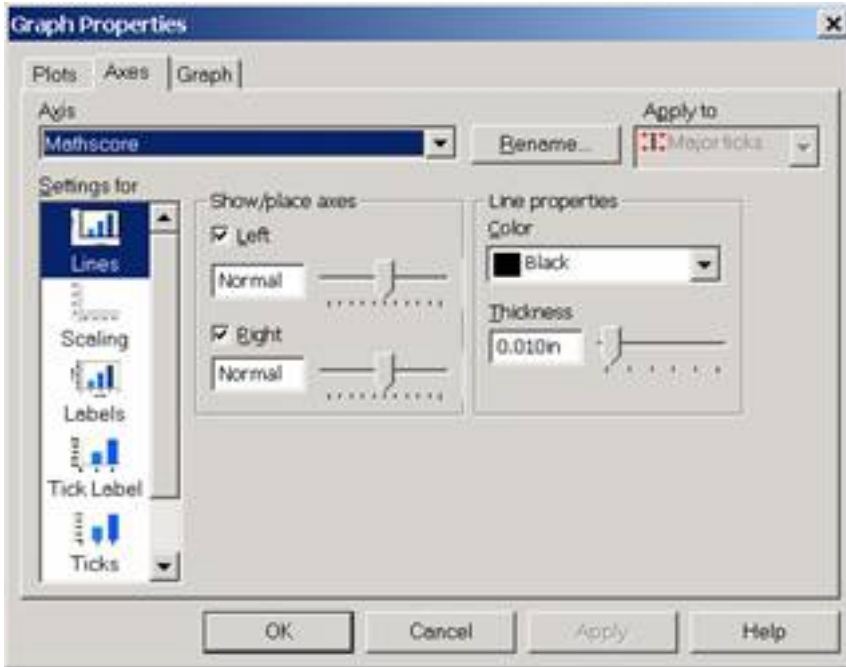 Graph Properties
Plots Axes Graph
Axis
Mathscore
Rename...
Apply to
Major ticks
Settings for
Lines
Scaling
Labels
Tick Label
Ticks
Show/place axes
Left
Normal
Right
Normal
Line properties
Color
Black
Thickness
0.010in
OK Cancel Apply Help